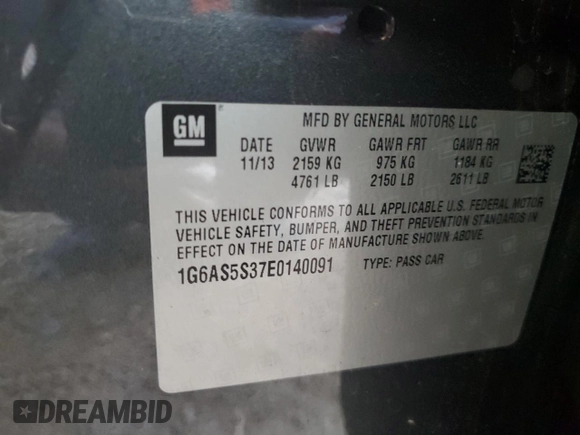 GM
MFD BY GENERAL MOTORS LLC
DATE GVWR GAWR FRT GAWR RR
11/13 2159 KG 975 KG 1184 KG
4761 LB 2150 LB 2611 LB
THIS VEHICLE CONFORMS TO ALL APPLICABLE U.S. FEDERAL MOTOR
VEHICLE SAFETY, BUMPER, AND THEFT PREVENTION STANDARDS IN
EFFECT ON THE DATE OF MANUFACTURE SHOWN ABOVE.
1G6AS5S37E0140091 TYPE: PASS CAR
DREAMBID